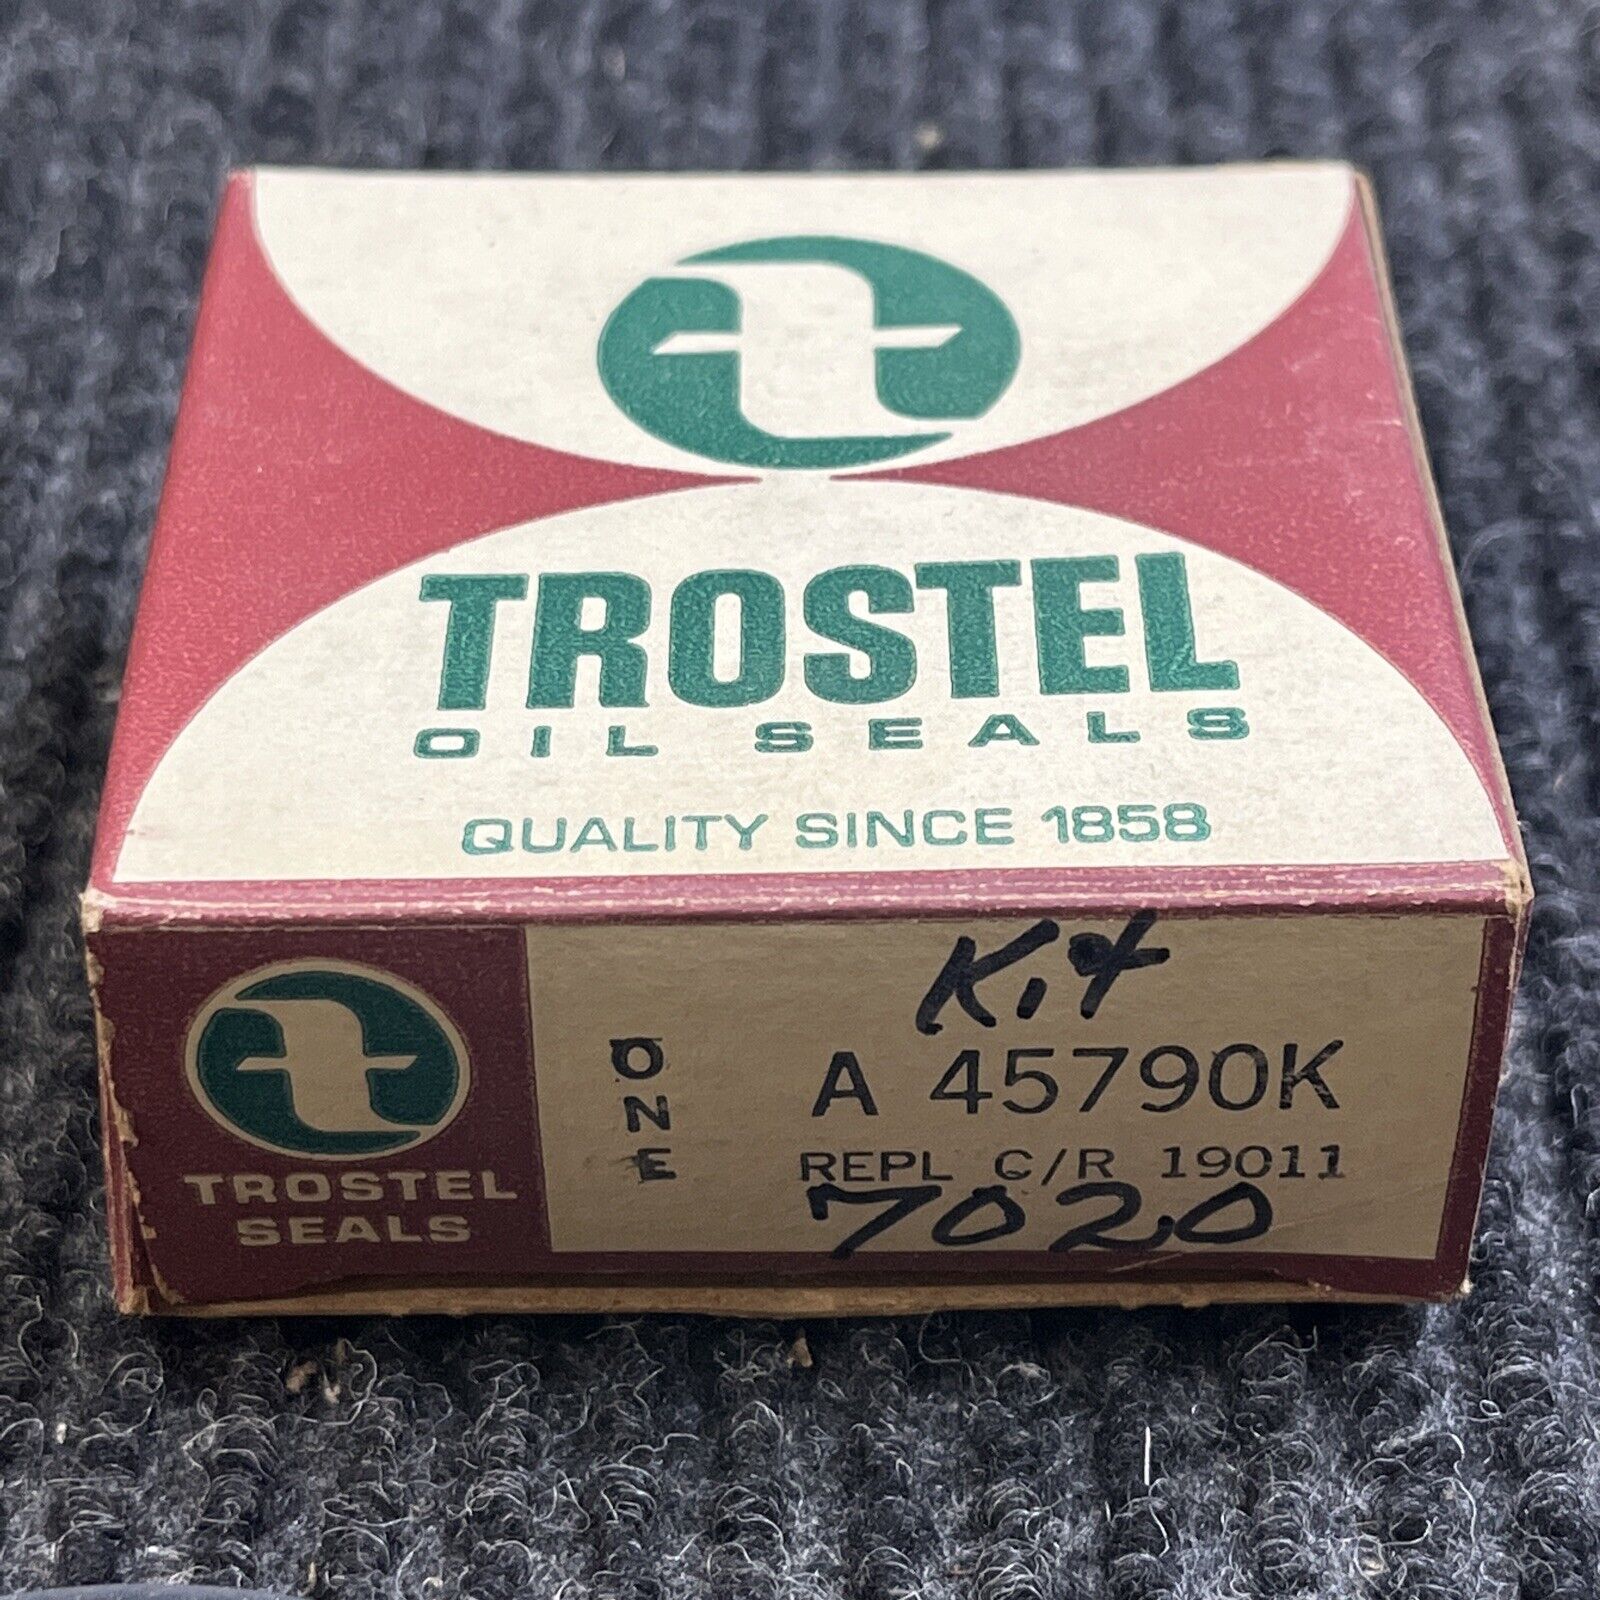 TROSTEL
OIL SEALS
QUALITY SINCE 1858
TROSTEL
SEALS
ONE
Kit
A 45790K
REPL C/R 19011
7020